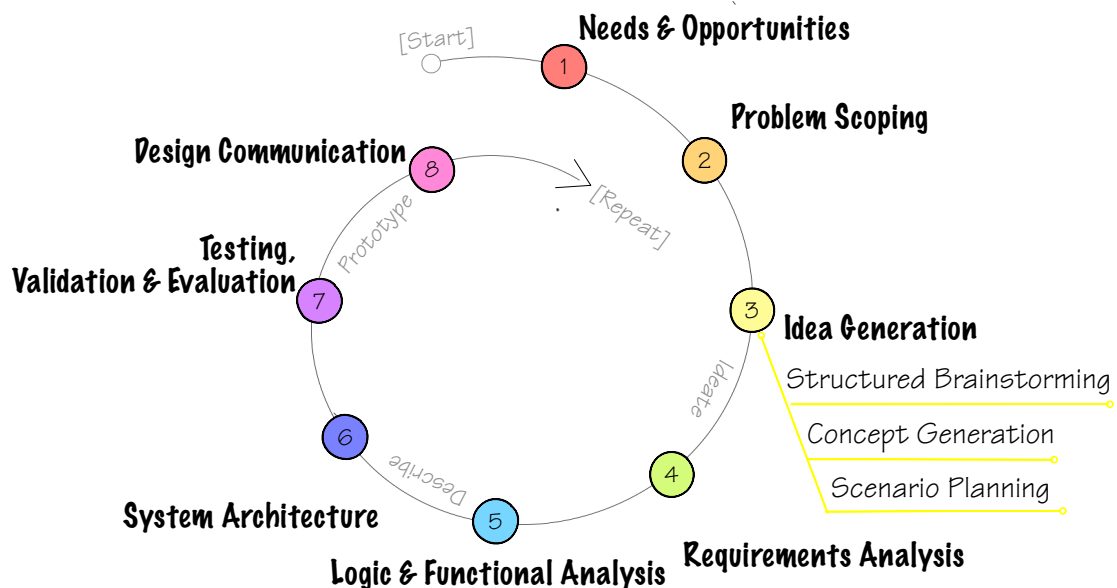 [Start]
1
Needs & Opportunities
2
Problem Scoping
3
Idea Generation
Structured Brainstorming
Concept Generation
Scenario Planning
Ideate
4
Requirements Analysis
5
Logic & Functional Analysis
Describe
6
System Architecture
7
Testing,
Validation & Evaluation
Prototype
8
Design Communication
[Repeat]